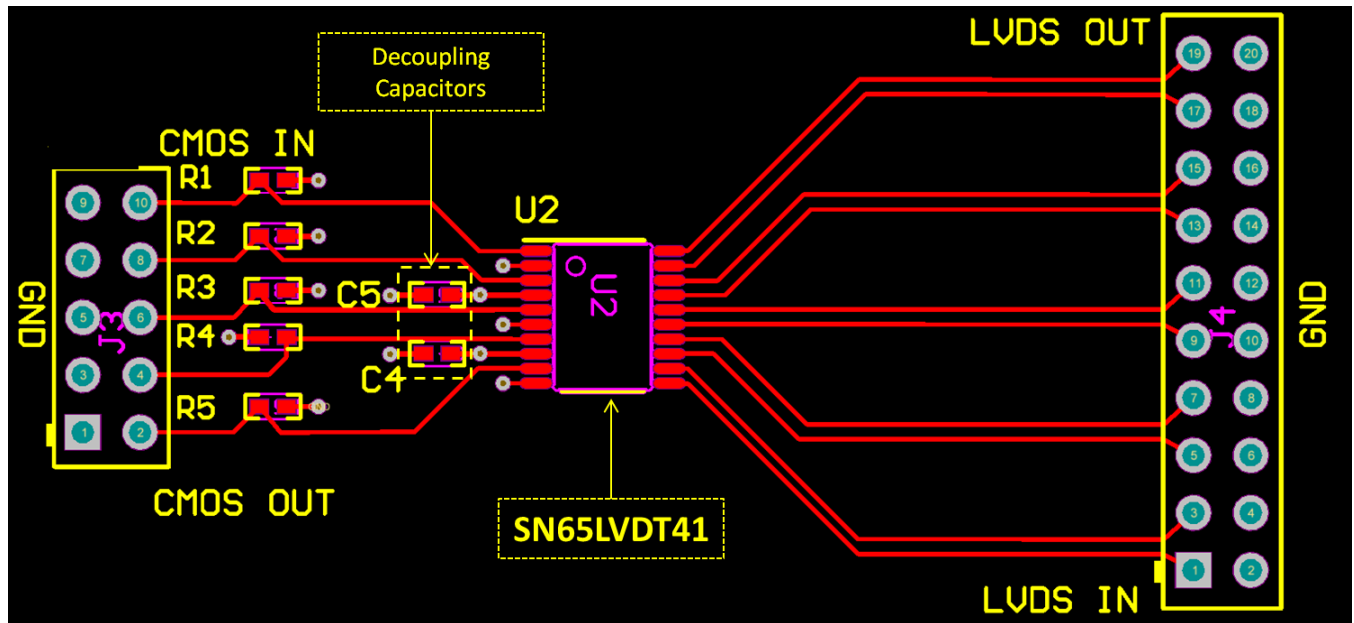 LVDS OUT
Decoupling
Capacitors
19 20
CMOS IN
17 18
R1
15 16
9 10
U2
R2
13 14
7 8
R3
C5
U2
11 12
GND
5 6
J3
J4
GND
R4
9 10
3 4
C4
7 8
R5
1 2
5 6
CMOS OUT
3 4
SN65LVDT41
1 2
LVDS IN